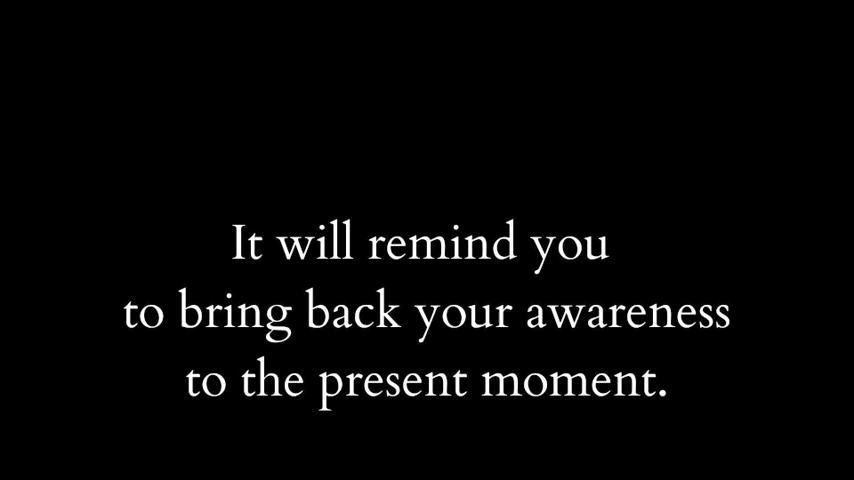 It will remind you
to bring back your awareness
to the present moment.